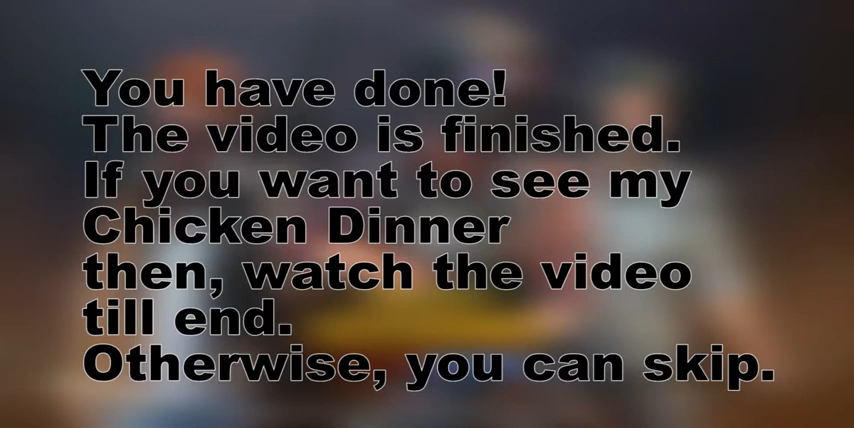 You have done!
The video is finished.
If you want to see my
Chicken Dinner
then, watch the video
till end.
Otherwise, you can skip.